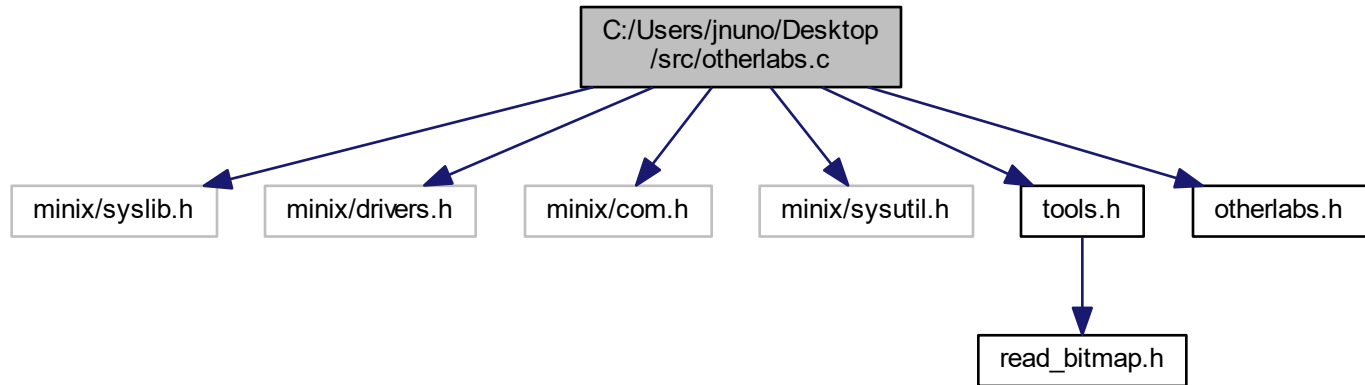 C:/Users/jnuno/Desktop
/src/otherlabs.c
minix/syslib.h
minix/drivers.h
minix/com.h
minix/sysutil.h
tools.h
otherlabs.h
read_bitmap.h